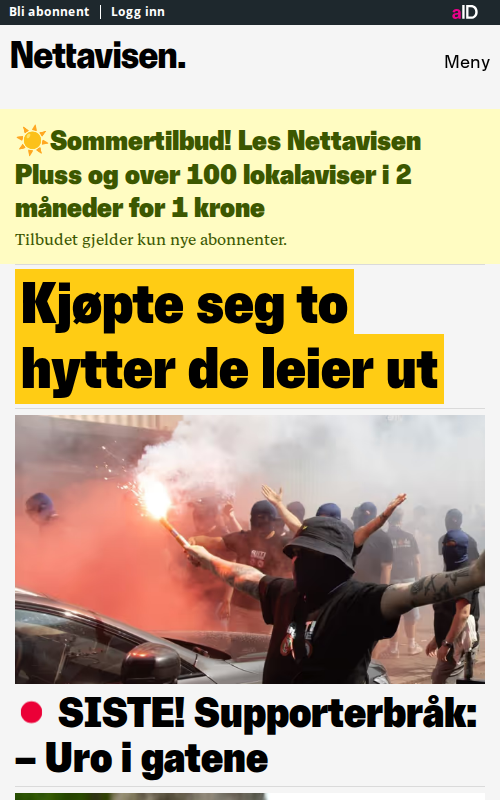 Bli abonnent | Logg inn
aID
Nettavisen.
Meny
☀️Sommertilbud! Les Nettavisen
Pluss og over 100 lokalaviser i 2
måneder for 1 krone
Tilbudet gjelder kun nye abonnenter.
Kjøpte seg to
hytter de leier ut
SISTE! Supporterbråk:
– Uro i gatene